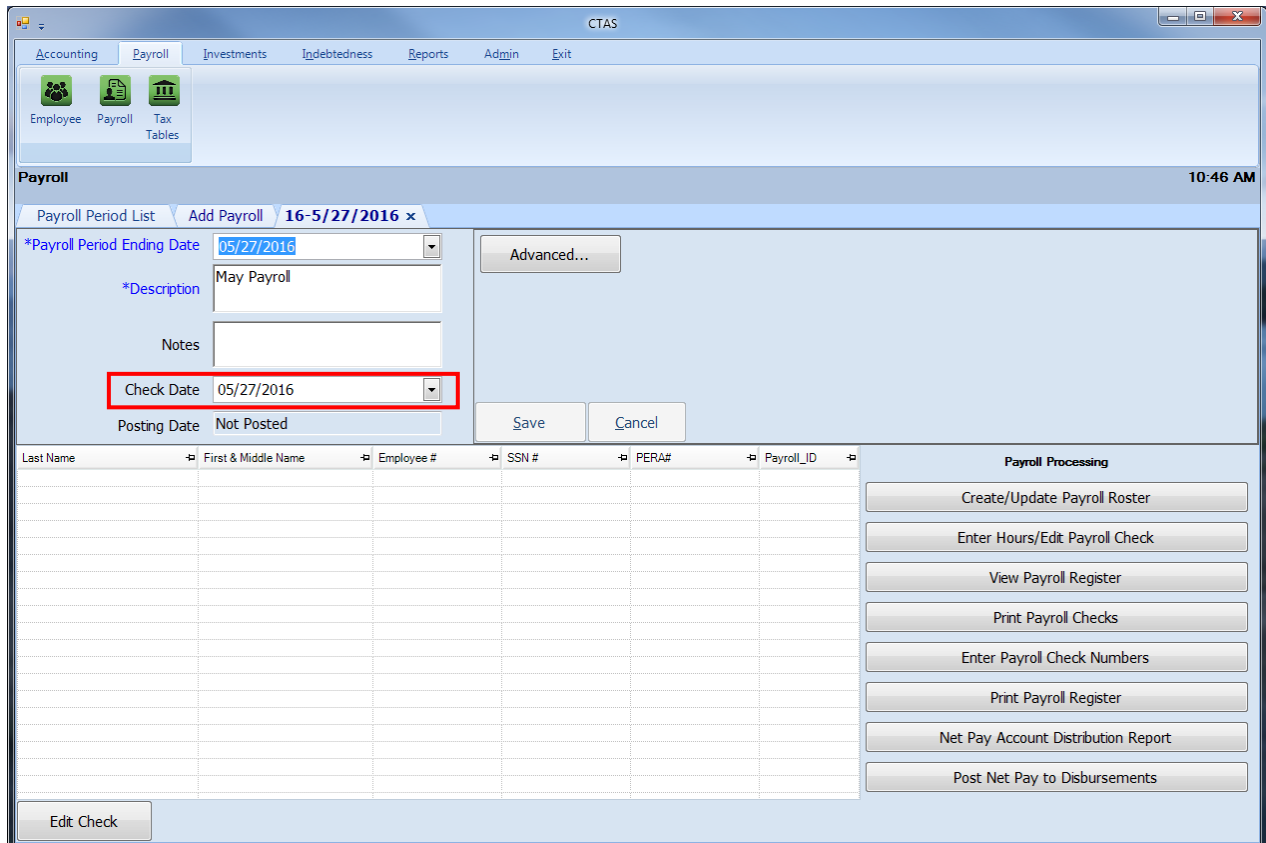 CTAS
Accounting Payroll Investments Indebtedness Reports Admin Exit
Employee Payroll Tax Tables
Payroll 10:46 AM
Payroll Period List Add Payroll 16-5/27/2016 x
*Payroll Period Ending Date 05/27/2016
Advanced...
*Description May Payroll
Notes
Check Date 05/27/2016
Posting Date Not Posted
Save Cancel
Last Name First & Middle Name Employee # SSN # PERA# Payroll_ID
Payroll Processing
Create/Update Payroll Roster
Enter Hours/Edit Payroll Check
View Payroll Register
Print Payroll Checks
Enter Payroll Check Numbers
Print Payroll Register
Net Pay Account Distribution Report
Post Net Pay to Disbursements
Edit Check